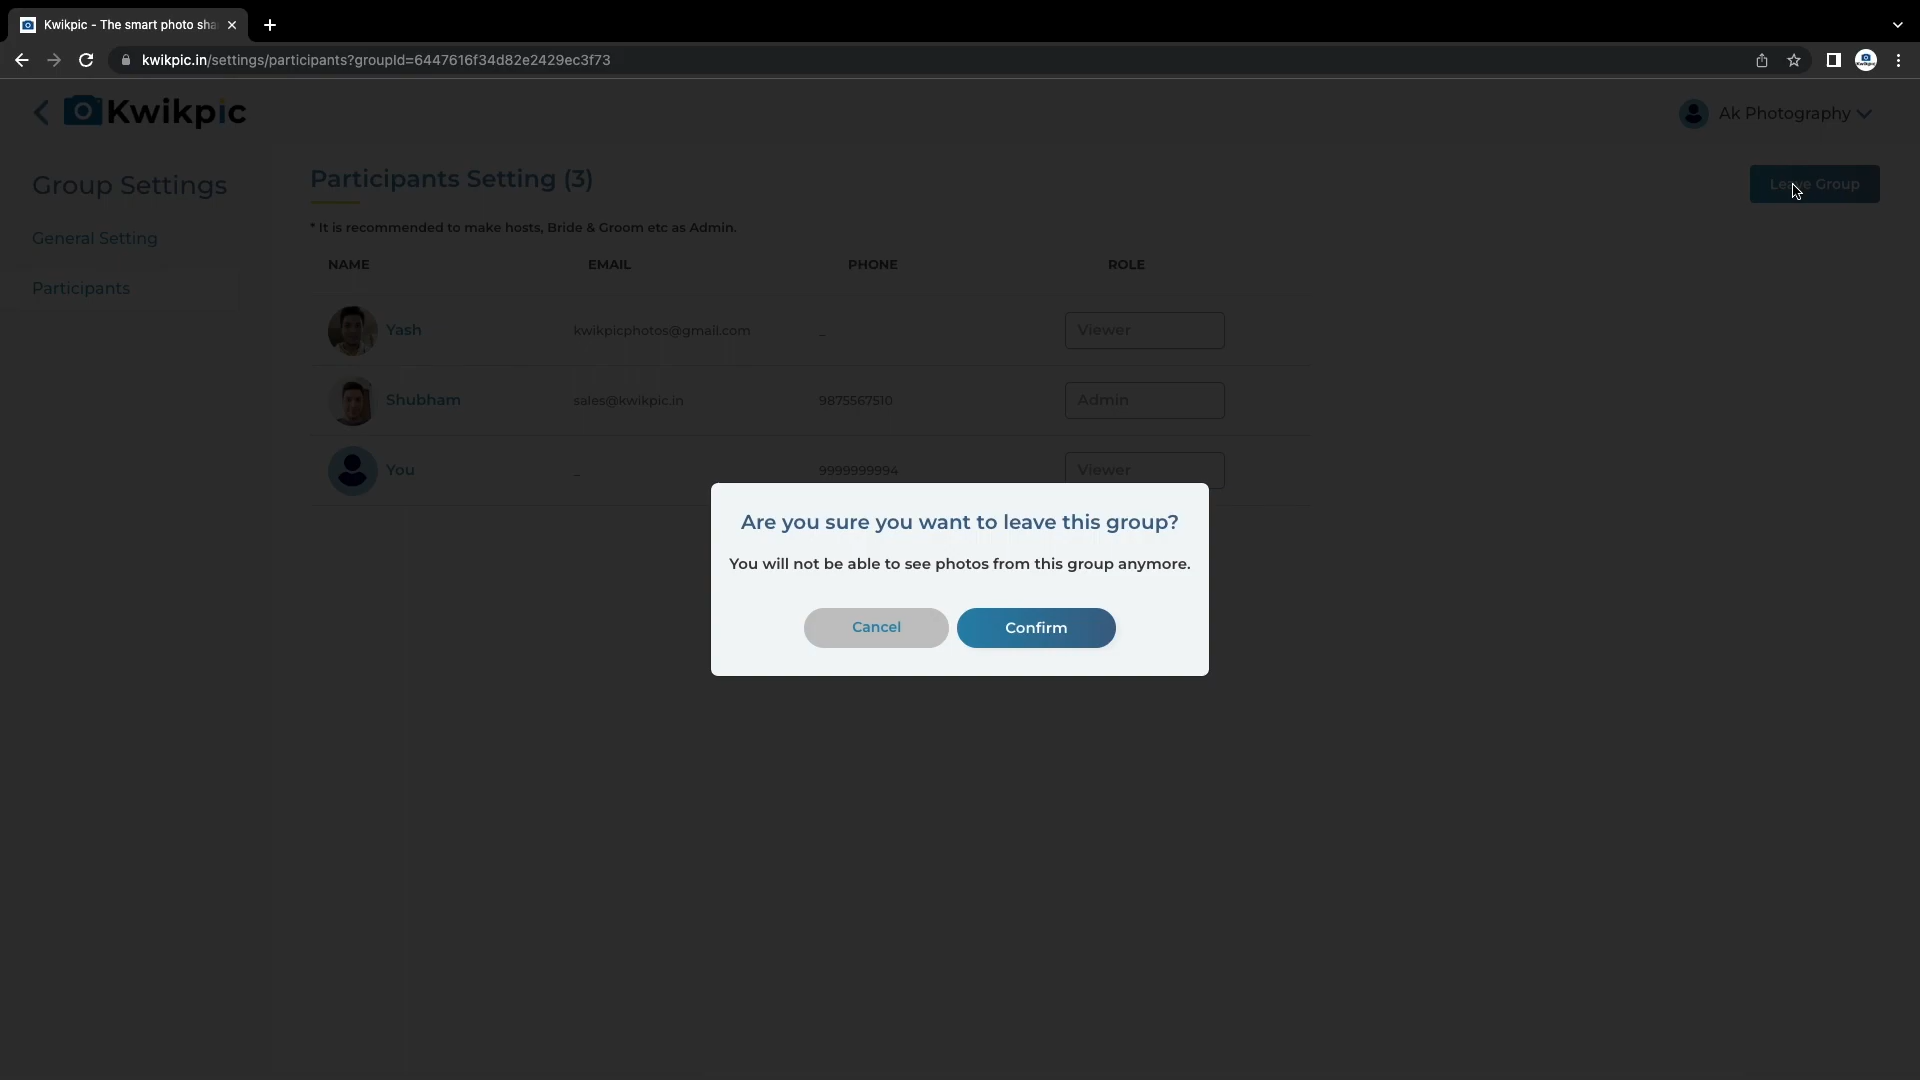 Kwikpic - The smart photo sha
kwikpic.in/settings/participants?groupId=6447616f34d82e2429ec3f73
Kwikpic
Ak Photography
Group Settings
General Setting
Participants
Participants Setting (3)
Leave Group
* It is recommended to make hosts, Bride & Groom etc as Admin.
NAME EMAIL PHONE ROLE
Yash kwikpicphotos@gmail.com _ Viewer
Shubham sales@kwikpic.in 9875567510 Admin
You _ 9999999994 Viewer
Are you sure you want to leave this group?
You will not be able to see photos from this group anymore.
Cancel Confirm